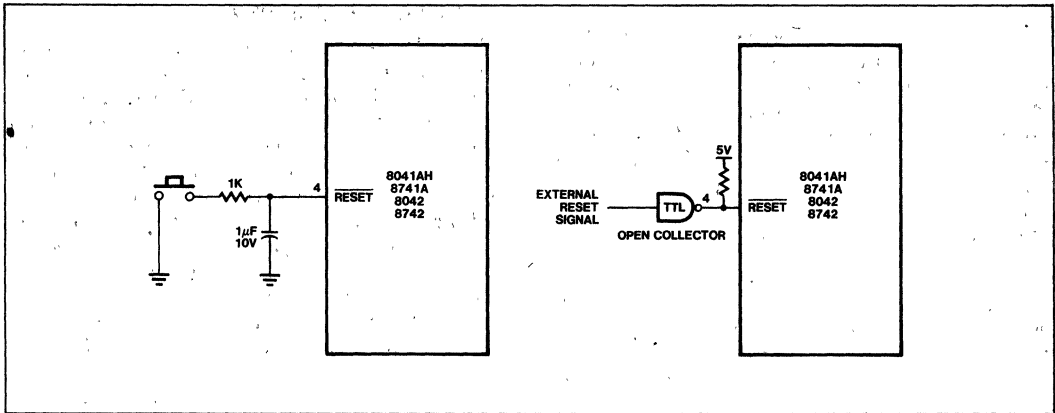 1K
4
RESET
1μF
10V
8041AH
8741A
8042
8742
EXTERNAL
RESET
SIGNAL
TTL
4
OPEN COLLECTOR
5V
RESET
8041AH
8741A
8042
8742